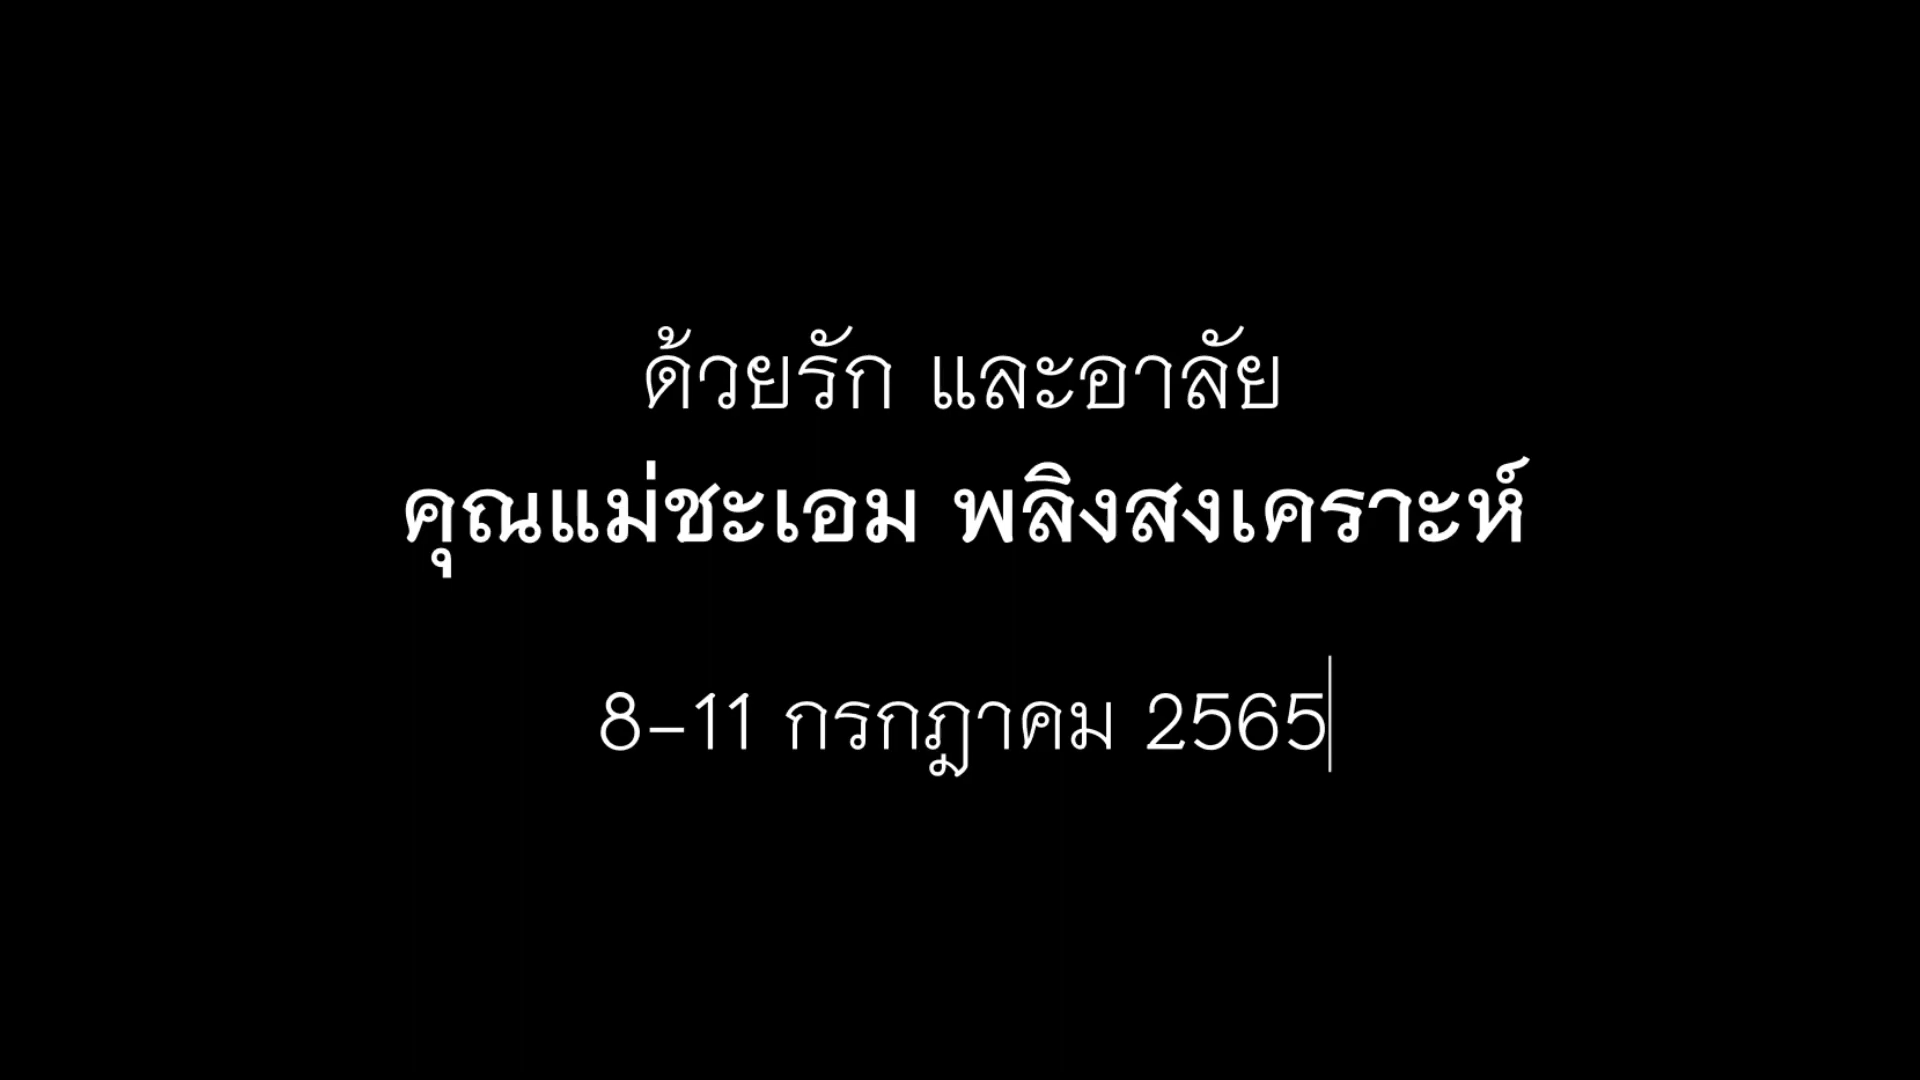 ด้วยรัก และอาลัย
คุณแม่ชะเอม พลิงสงเคราะห์
8-11 กรกฎาคม 2565